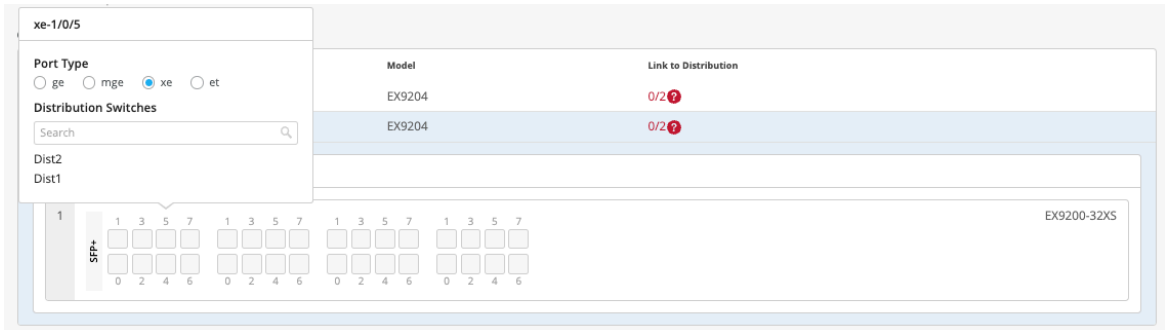 xe-1/0/5
Port Type
ge mge xe et
Distribution Switches
Search
Dist2
Dist1
Model Link to Distribution
EX9204 0/2?
EX9204 0/2?
1 EX9200-32XS
SFP+
1 3 5 7 1 3 5 7 1 3 5 7 1 3 5 7
0 2 4 6 0 2 4 6 0 2 4 6 0 2 4 6